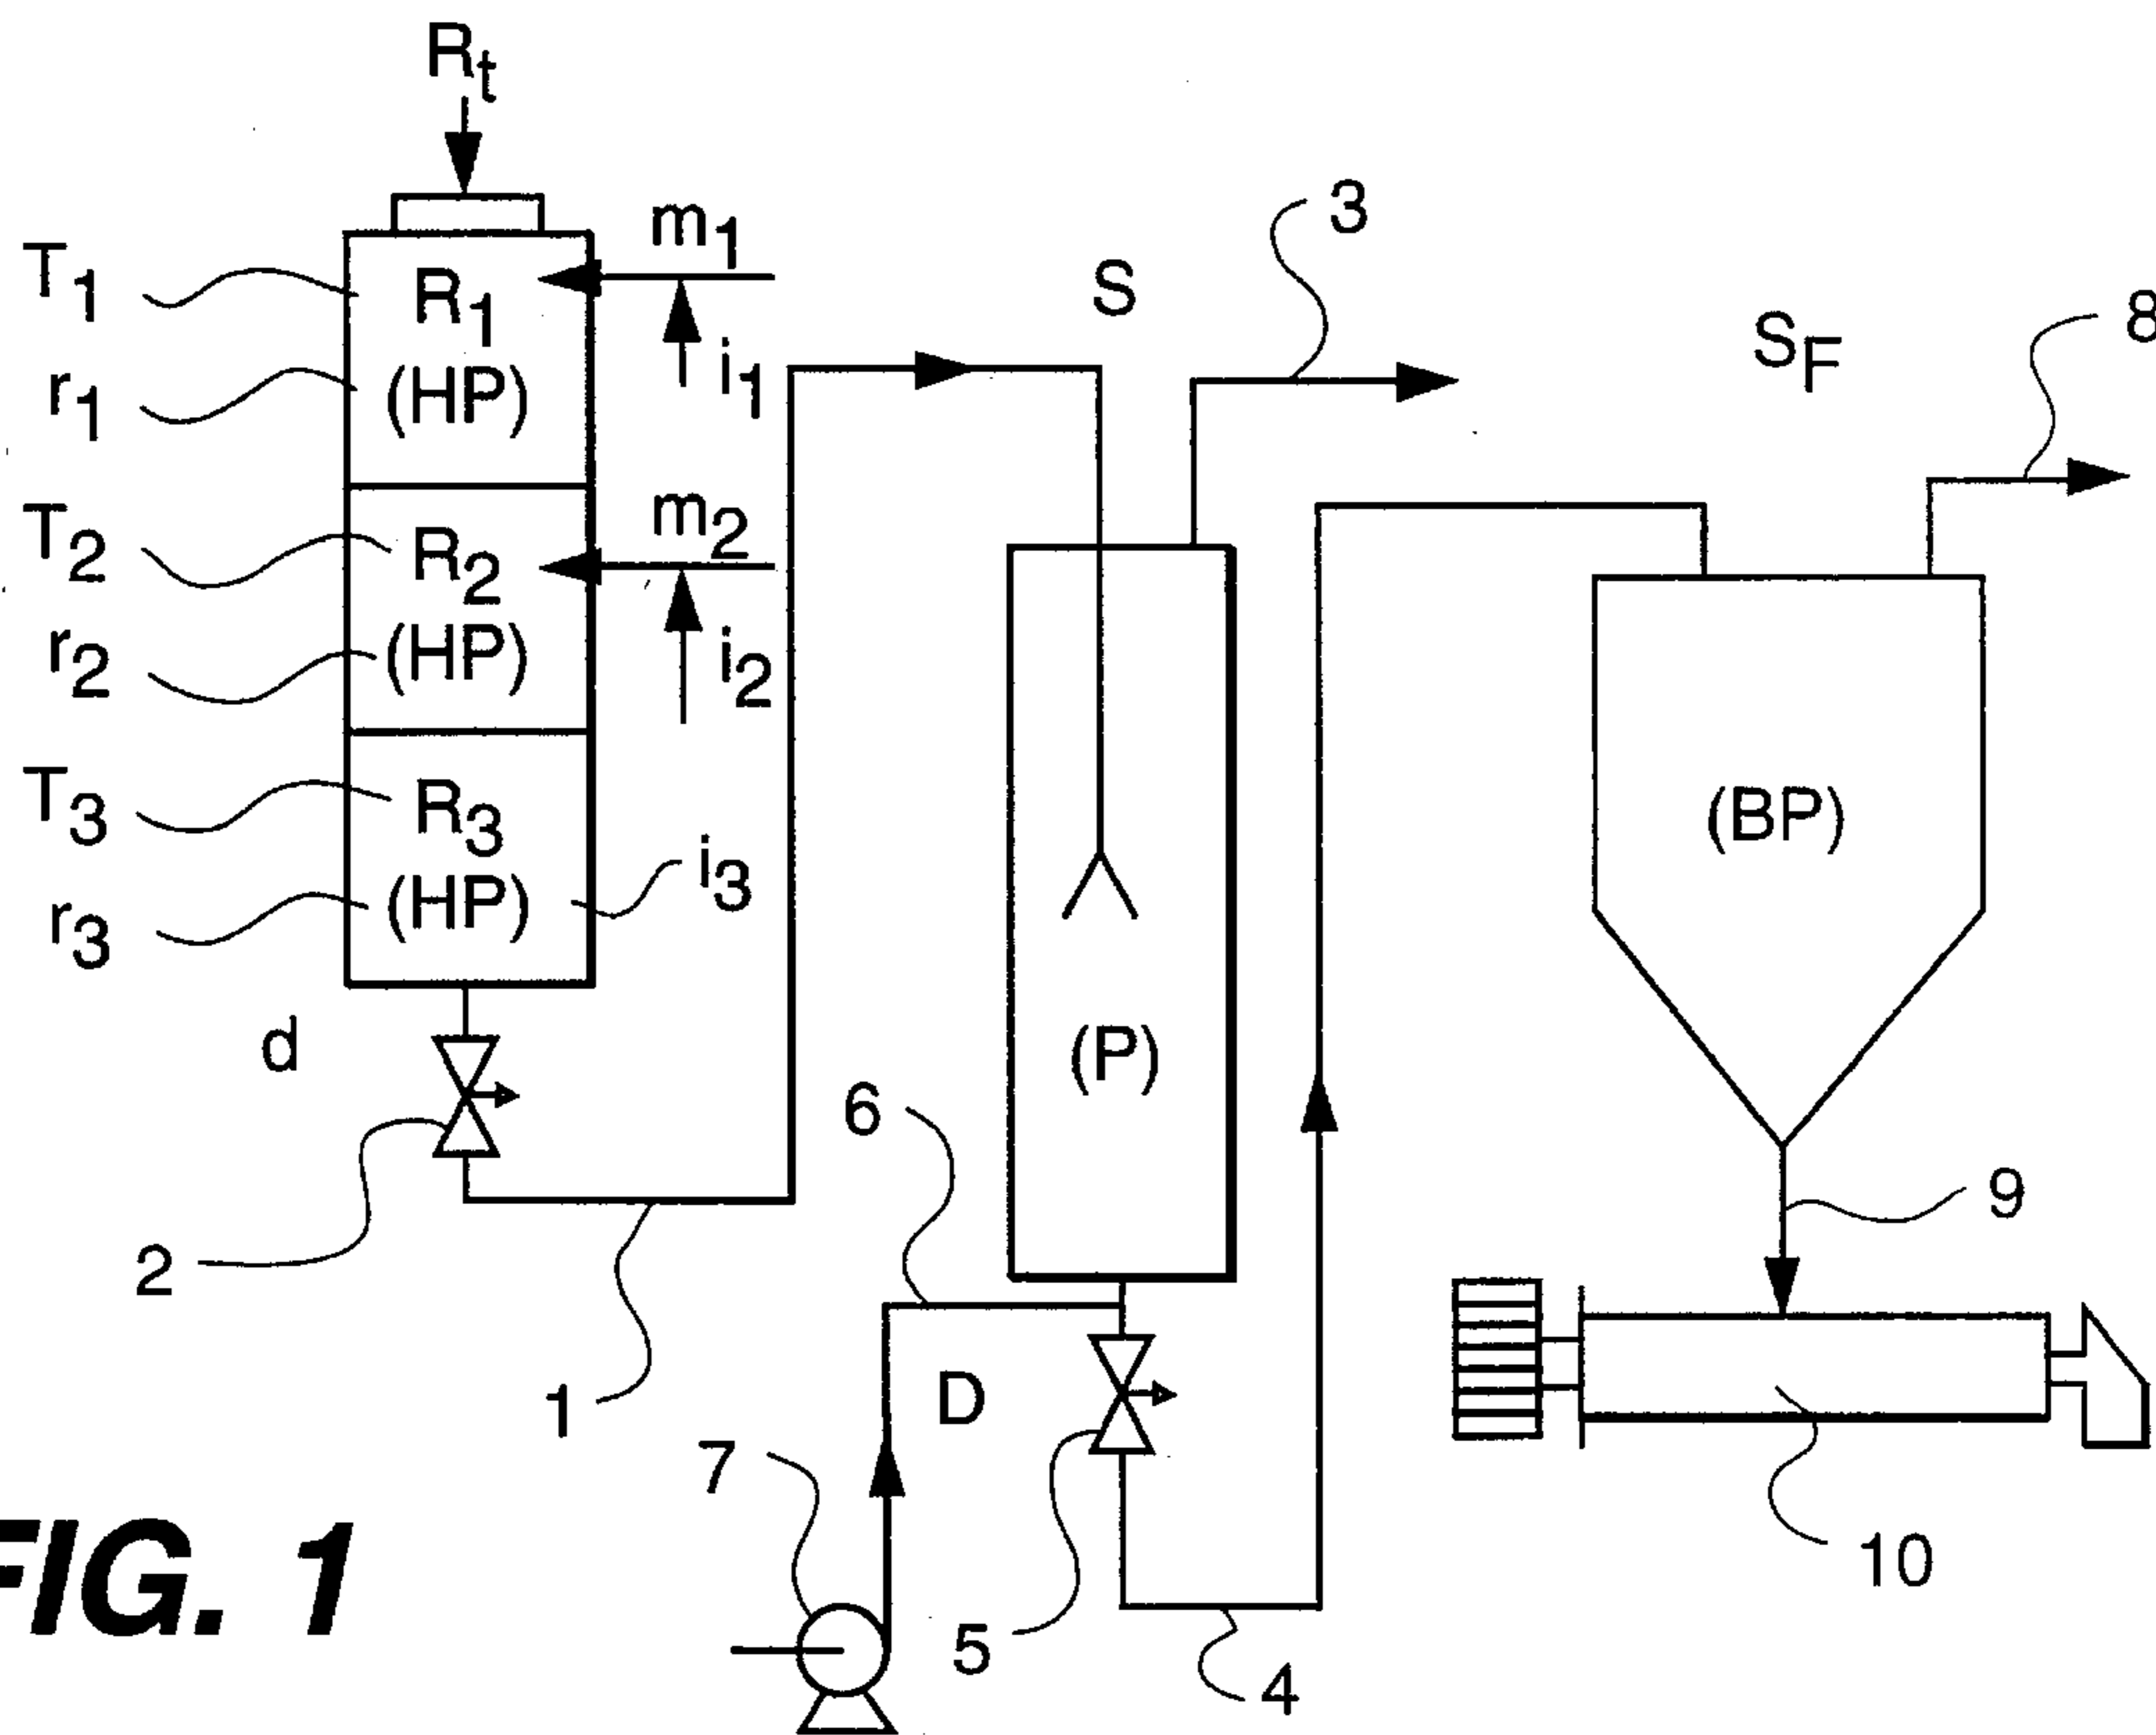 Rt
m1
T1
R1
i1
r1
(HP)
m2
T2
R2
i2
r2
(HP)
T3
R3
i3
r3
(HP)
d
2
1
S
3
(P)
6
D
7
5
4
SF
8
(BP)
9
10
FIG. 1